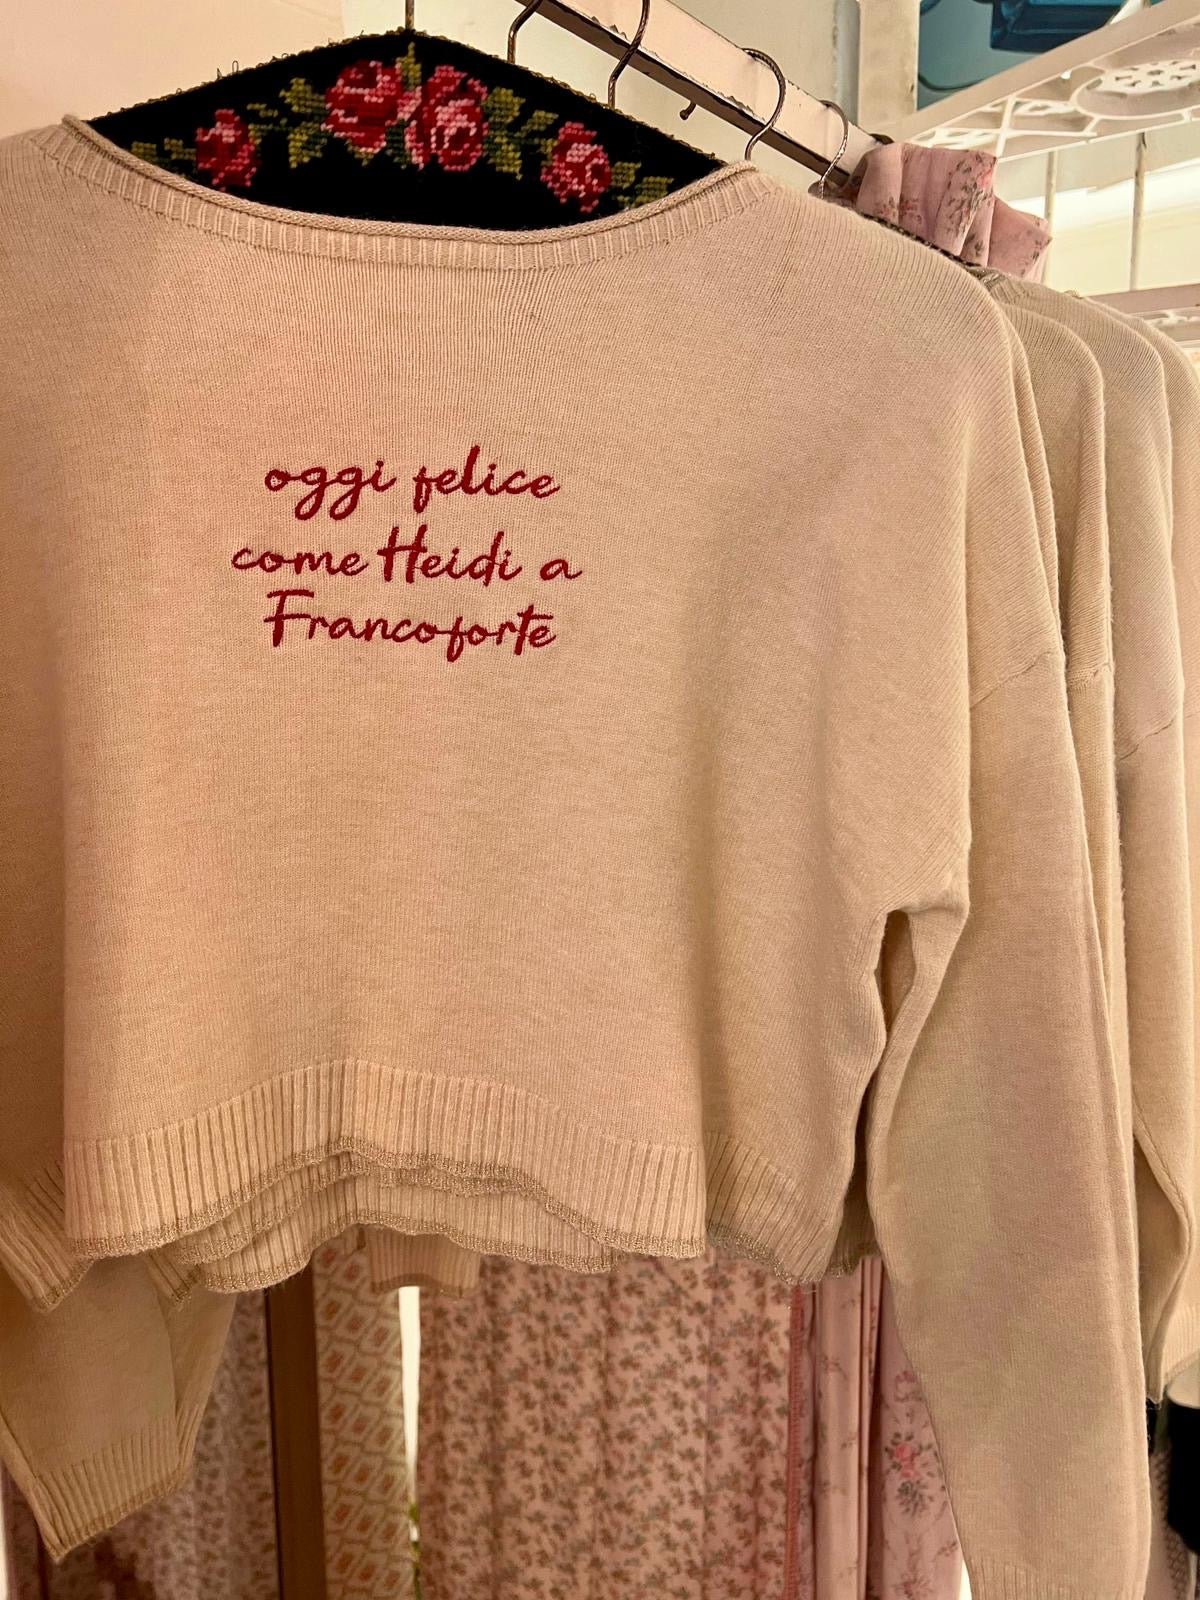 oggi felice
come Heidi a
Francoforte